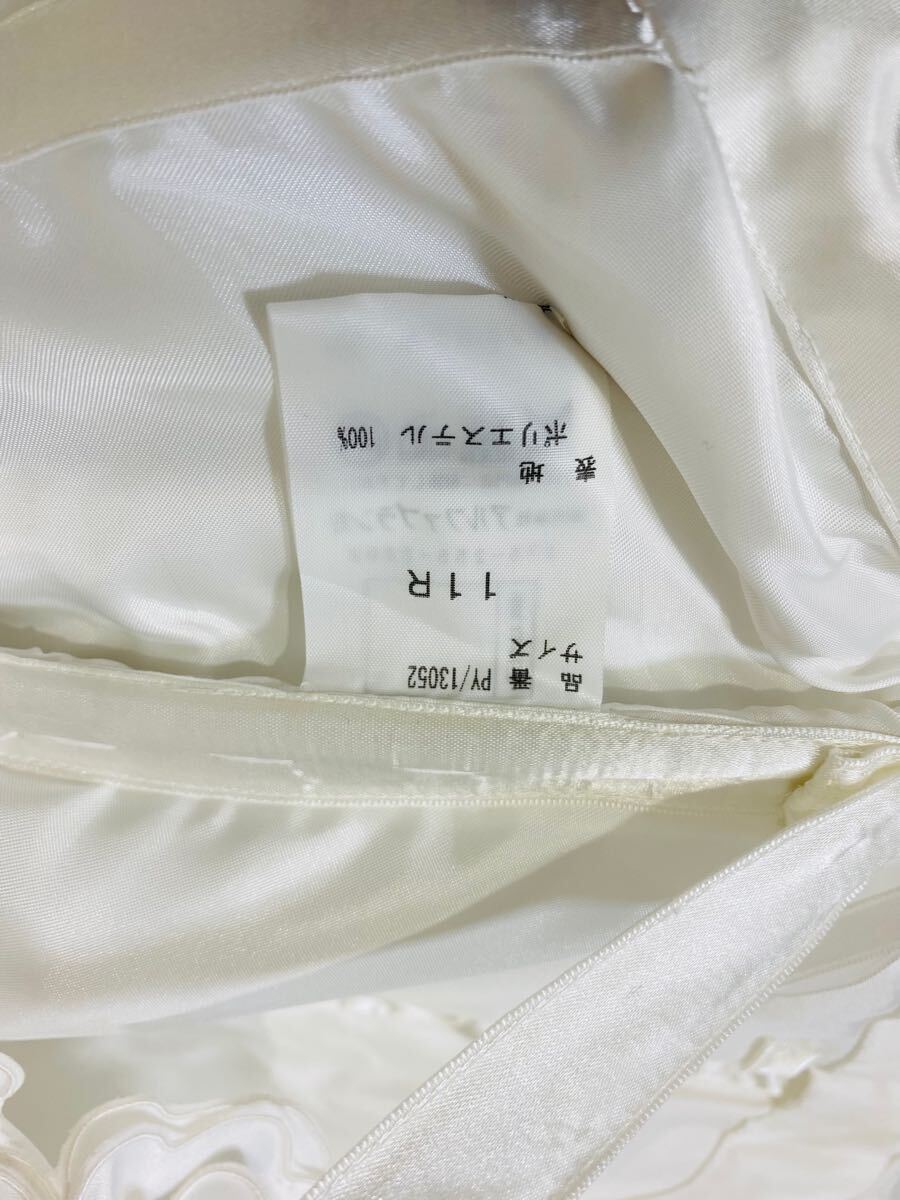 品 番 PY/13052
サイズ
11R
表 地
ポリエステル 100%